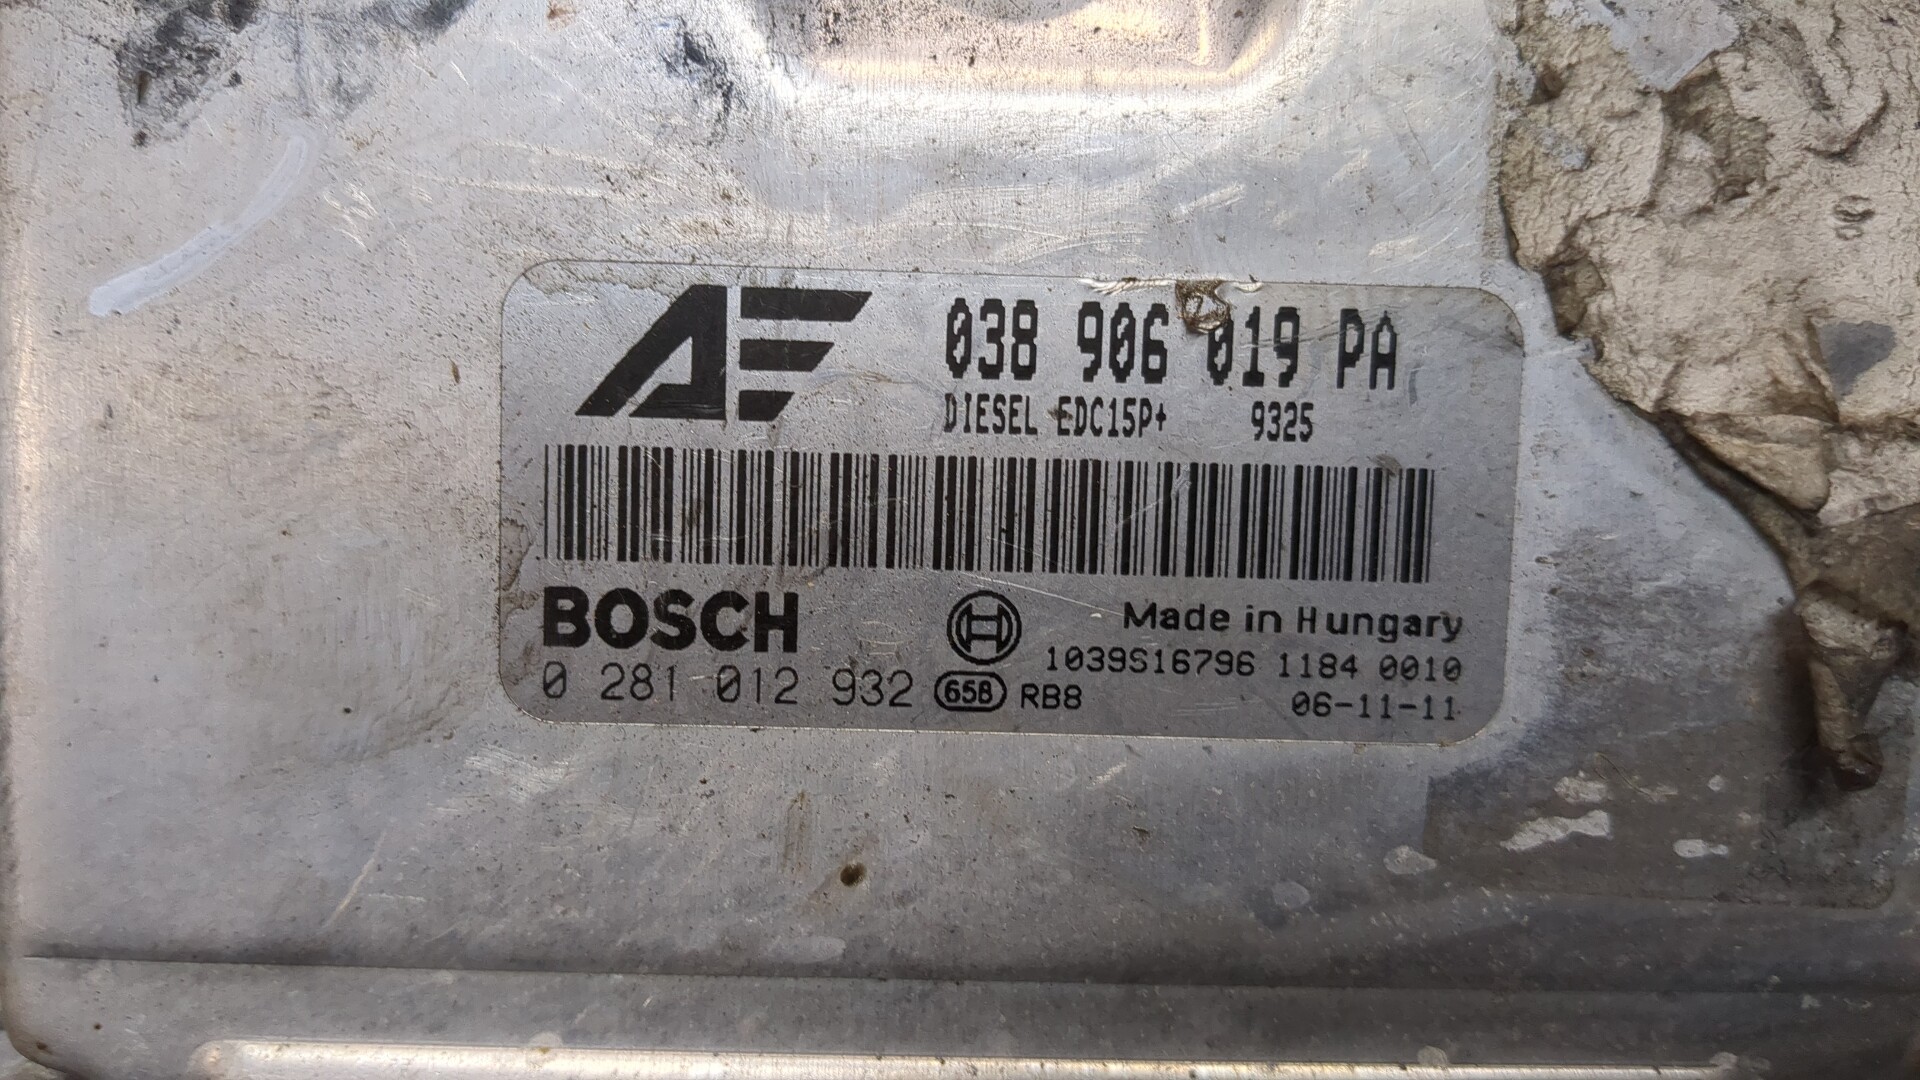 AE
038 906 019 PA
DIESEL EDC15P+ 9325
BOSCH
Made in Hungary
1039S16796 1184 0010
0 281 012 932 658 RB8
06-11-11